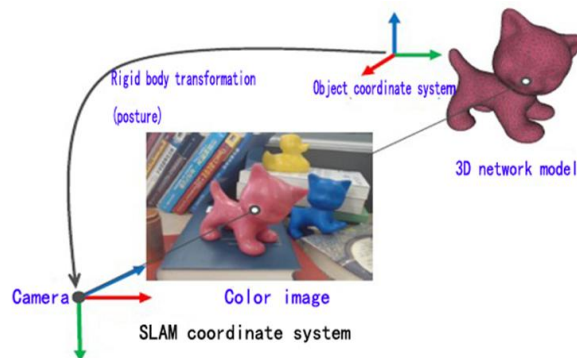 Rigid body transformation
(posture)
Object coordinate system
3D network model
Camera
Color image
SLAM coordinate system